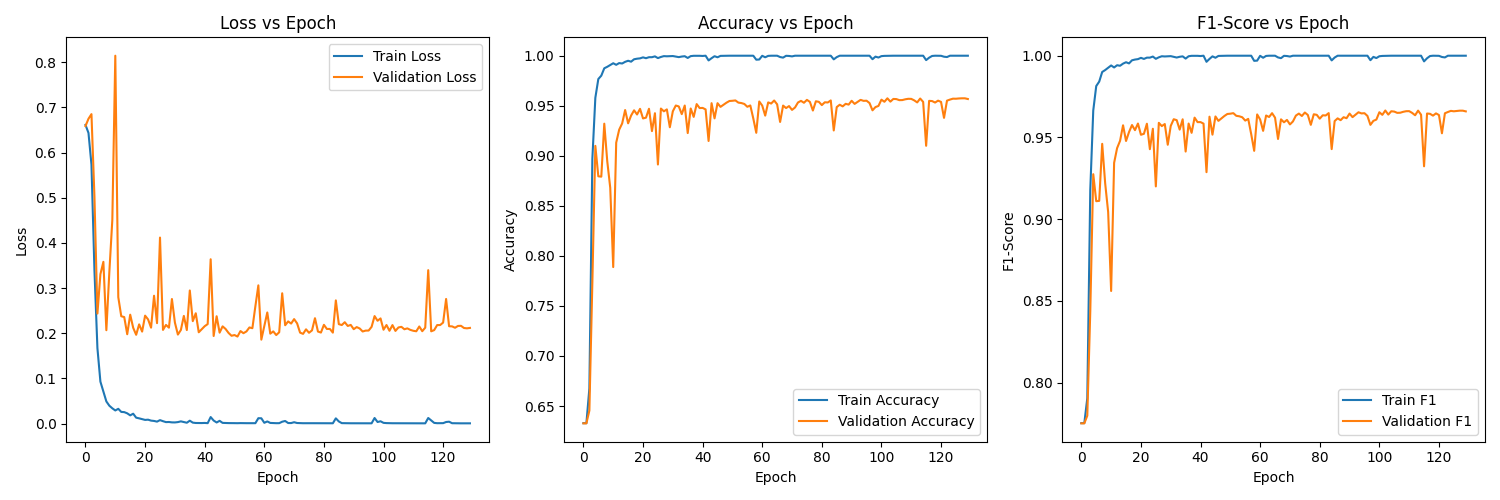 Loss vs Epoch
Train Loss
Validation Loss
0.8
0.7
0.6
0.5
0.4
0.3
0.2
0.1
0.0
Loss
0 20 40 60 80 100 120
Epoch
Accuracy vs Epoch
1.00
0.95
0.90
0.85
0.80
0.75
0.70
0.65
Accuracy
Train Accuracy
Validation Accuracy
0 20 40 60 80 100 120
Epoch
F1-Score vs Epoch
1.00
0.95
0.90
0.85
0.80
F1-Score
Train F1
Validation F1
0 20 40 60 80 100 120
Epoch